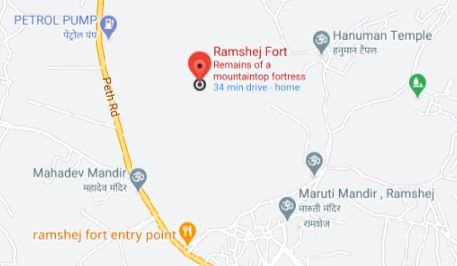 PETROL PUMP
पेट्रोल पंप
Hanuman Temple
हनुमान टेंपल
Ramshej Fort
Remains of a
mountaintop fortress
34 min drive - home
Peth Rd
Mahadev Mandir
महादेव मंदिर
Maruti Mandir , Ramshej
मारुती मंदिर
, रामशेज
ramshej fort entry point